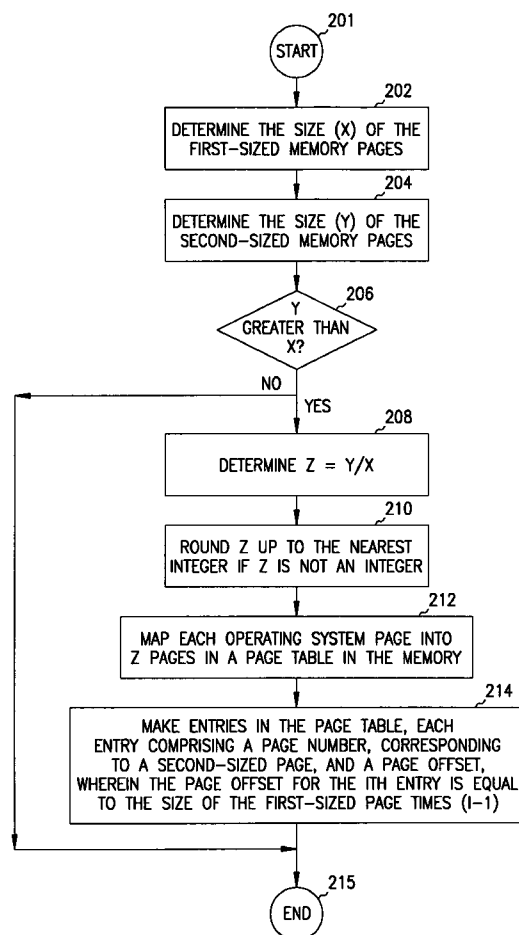 201
START
202
DETERMINE THE SIZE (X) OF THE
FIRST-SIZED MEMORY PAGES
204
DETERMINE THE SIZE (Y) OF THE
SECOND-SIZED MEMORY PAGES
206
Y
GREATER THAN
X?
NO
YES
208
DETERMINE Z = Y/X
210
ROUND Z UP TO THE NEAREST
INTEGER IF Z IS NOT AN INTEGER
212
MAP EACH OPERATING SYSTEM PAGE INTO
Z PAGES IN A PAGE TABLE IN THE MEMORY
214
MAKE ENTRIES IN THE PAGE TABLE, EACH
ENTRY COMPRISING A PAGE NUMBER, CORRESPONDING
TO A SECOND-SIZED PAGE, AND A PAGE OFFSET,
WHEREIN THE PAGE OFFSET FOR THE ITH ENTRY IS EQUAL
TO THE SIZE OF THE FIRST-SIZED PAGE TIMES (I-1)
215
END